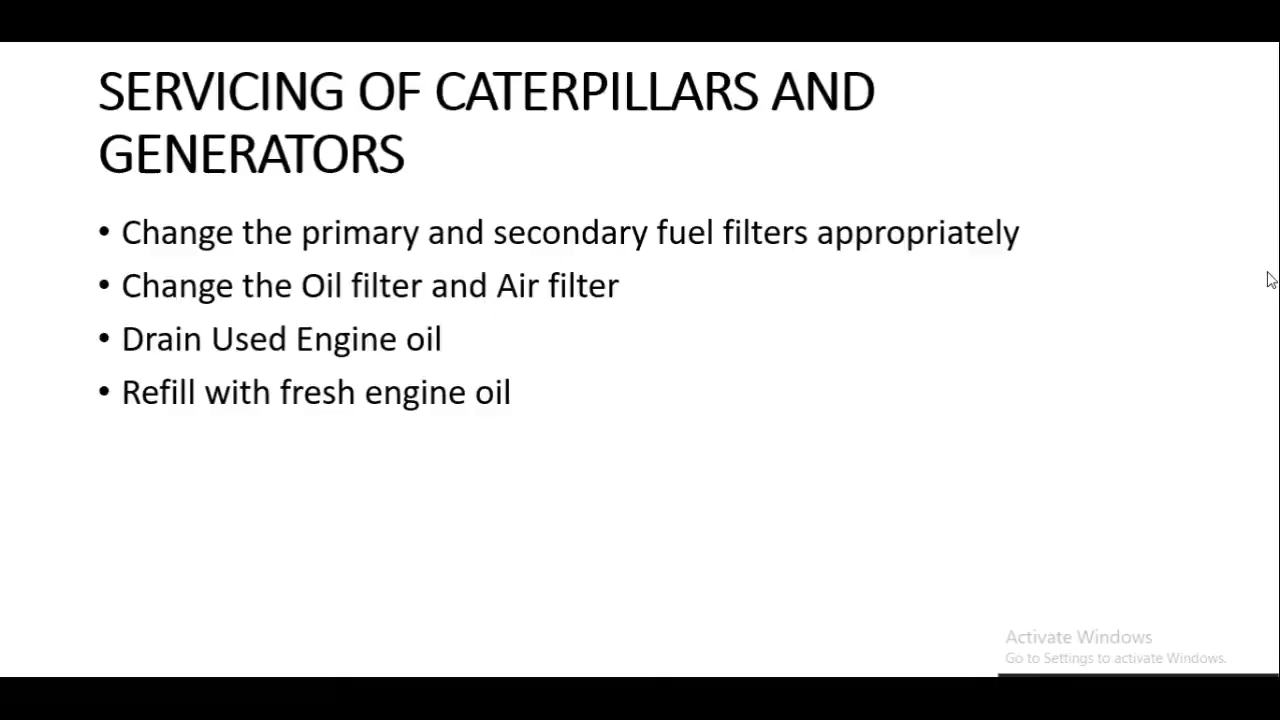 SERVICING OF CATERPILLARS AND
GENERATORS
• Change the primary and secondary fuel filters appropriately
• Change the Oil filter and Air filter
• Drain Used Engine oil
• Refill with fresh engine oil
Activate Windows
Go to Settings to activate Windows.